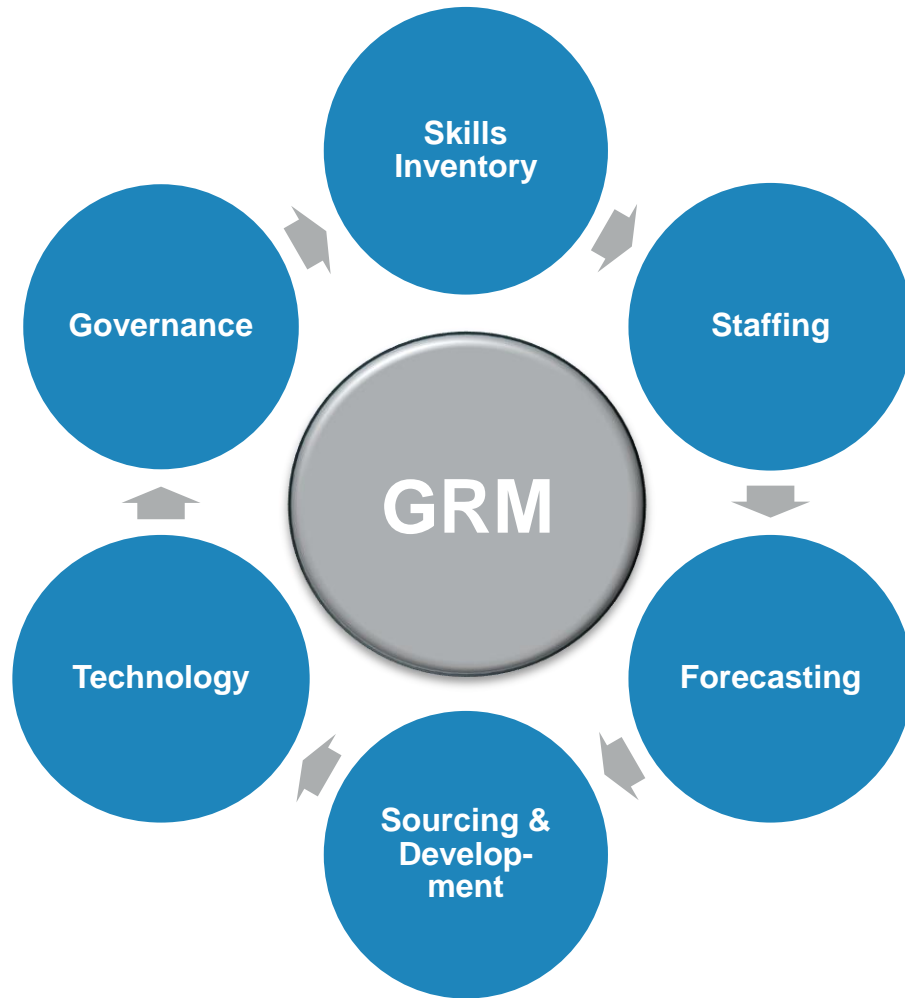 Skills
Inventory
Staffing
Forecasting
Sourcing &
Develop-
ment
Technology
Governance
GRM